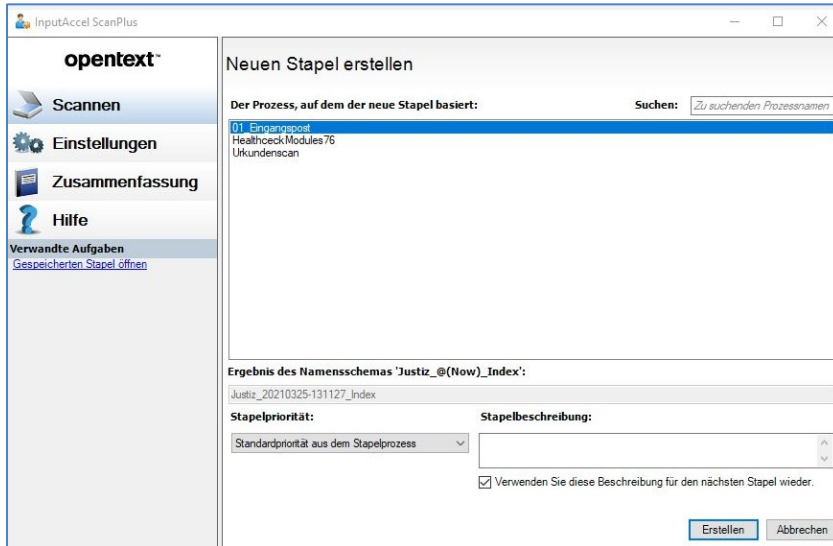 InputAccel ScanPlus
opentext™
Scannen
Einstellungen
Zusammenfassung
Hilfe
Verwandte Aufgaben
Gespeicherten Stapel öffnen
Neuen Stapel erstellen
Der Prozess, auf dem der neue Stapel basiert:
Suchen: Zu suchenden Prozessnamen
01_Eingangspost
HealthceckModules76
Urkundenscan
Ergebnis des Namensschemas 'Justiz_@(Now)_Index':
Justiz_20210325-131127_Index
Stapelpriorität:
Standardpriorität aus dem Stapelprozess
Stapelbeschreibung:
Verwenden Sie diese Beschreibung für den nächsten Stapel wieder.
Erstellen
Abbrechen